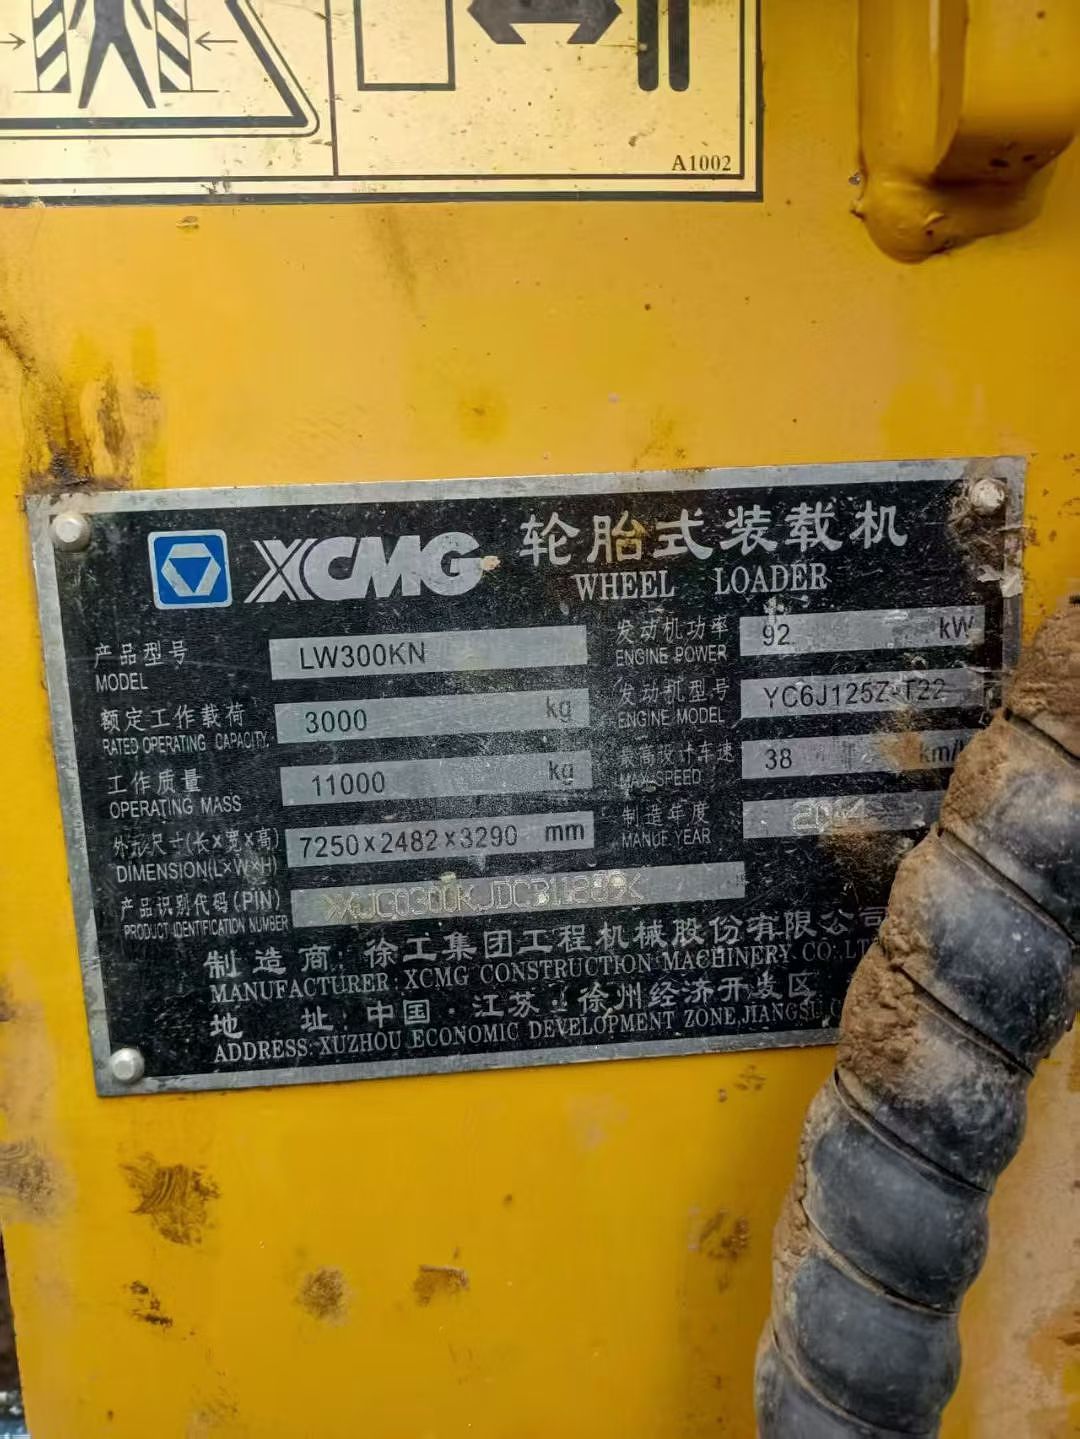 A1002
XCMG 轮胎式装载机
WHEEL LOADER
产品型号 LW300KN
MODEL
发动机功率 92 kW
ENGINE POWER
额定工作载荷 3000 kg
RATED OPERATING CAPACITY
发动机型号 YC6J125Z-T22
ENGINE MODEL
工作质量 11000 kg
OPERATING MASS
最高设计车速 38 km/
MAX SPEED
外形尺寸(长×宽×高) 7250×2482×3290 mm
DIMENSION(L×W×H)
制造年度 2014
MANUF YEAR
产品识别代码(PIN)
PRODUCT IDENTIFICATION NUMBER
制造商:徐工集团工程机械股份有限公司
MANUFACTURER:XCMG CONSTRUCTION MACHINERY CO.,LT
地址:中国·江苏·徐州经济开发区
ADDRESS:XUZHOU ECONOMIC DEVELOPMENT ZONE,JIANGSU